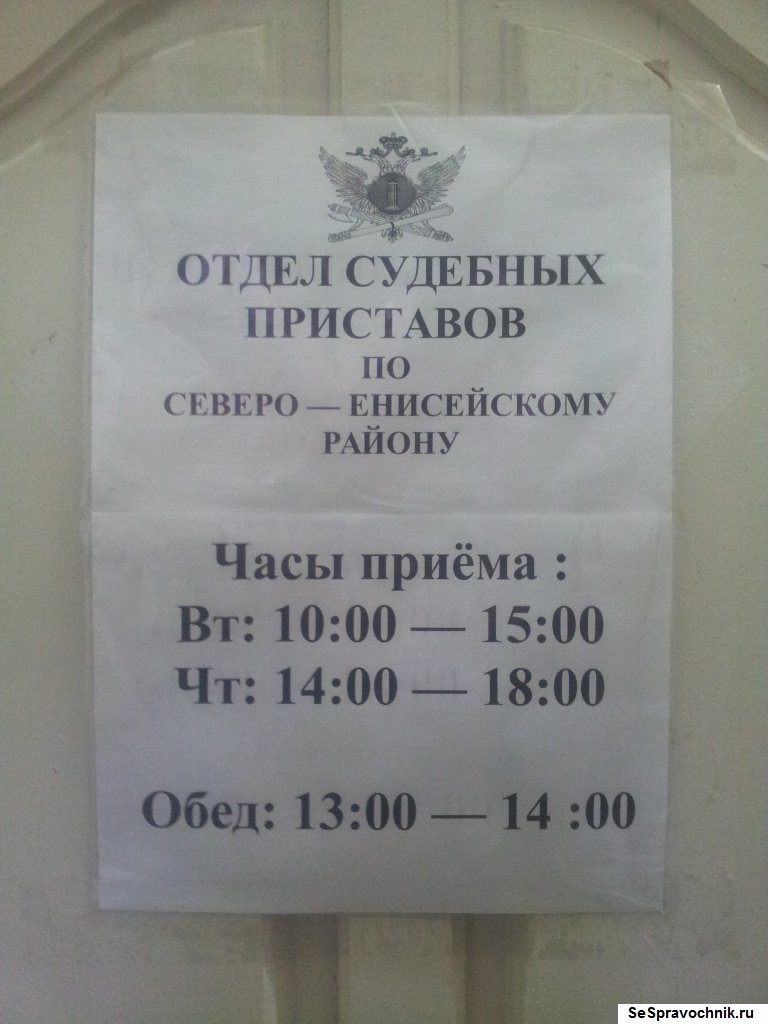 ОТДЕЛ СУДЕБНЫХ
ПРИСТАВОВ
ПО
СЕВЕРО — ЕНИСЕЙСКОМУ
РАЙОНУ
Часы приёма :
Вт: 10:00 — 15:00
Чт: 14:00 — 18:00
Обед: 13:00 — 14 :00
SeSpravochnik.ru